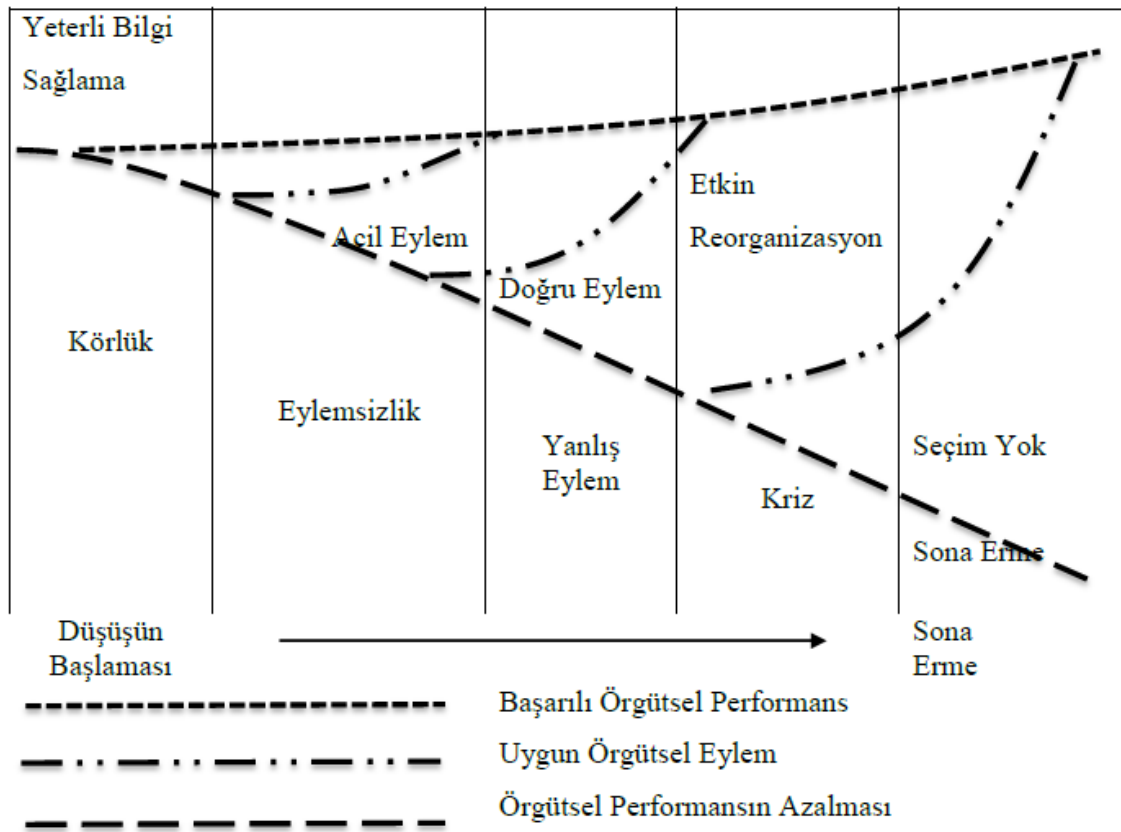 Yeterli Bilgi
Sağlama
Etkin
Reorganizasyon
Acil Eylem
Doğru Eylem
Körlük
Eylemsizlik
Yanlış
Eylem
Seçim Yok
Kriz
Sona Erme
Düşüşün
Başlaması
Sona
Erme
Başarılı Örgütsel Performans
Uygun Örgütsel Eylem
Örgütsel Performansın Azalması